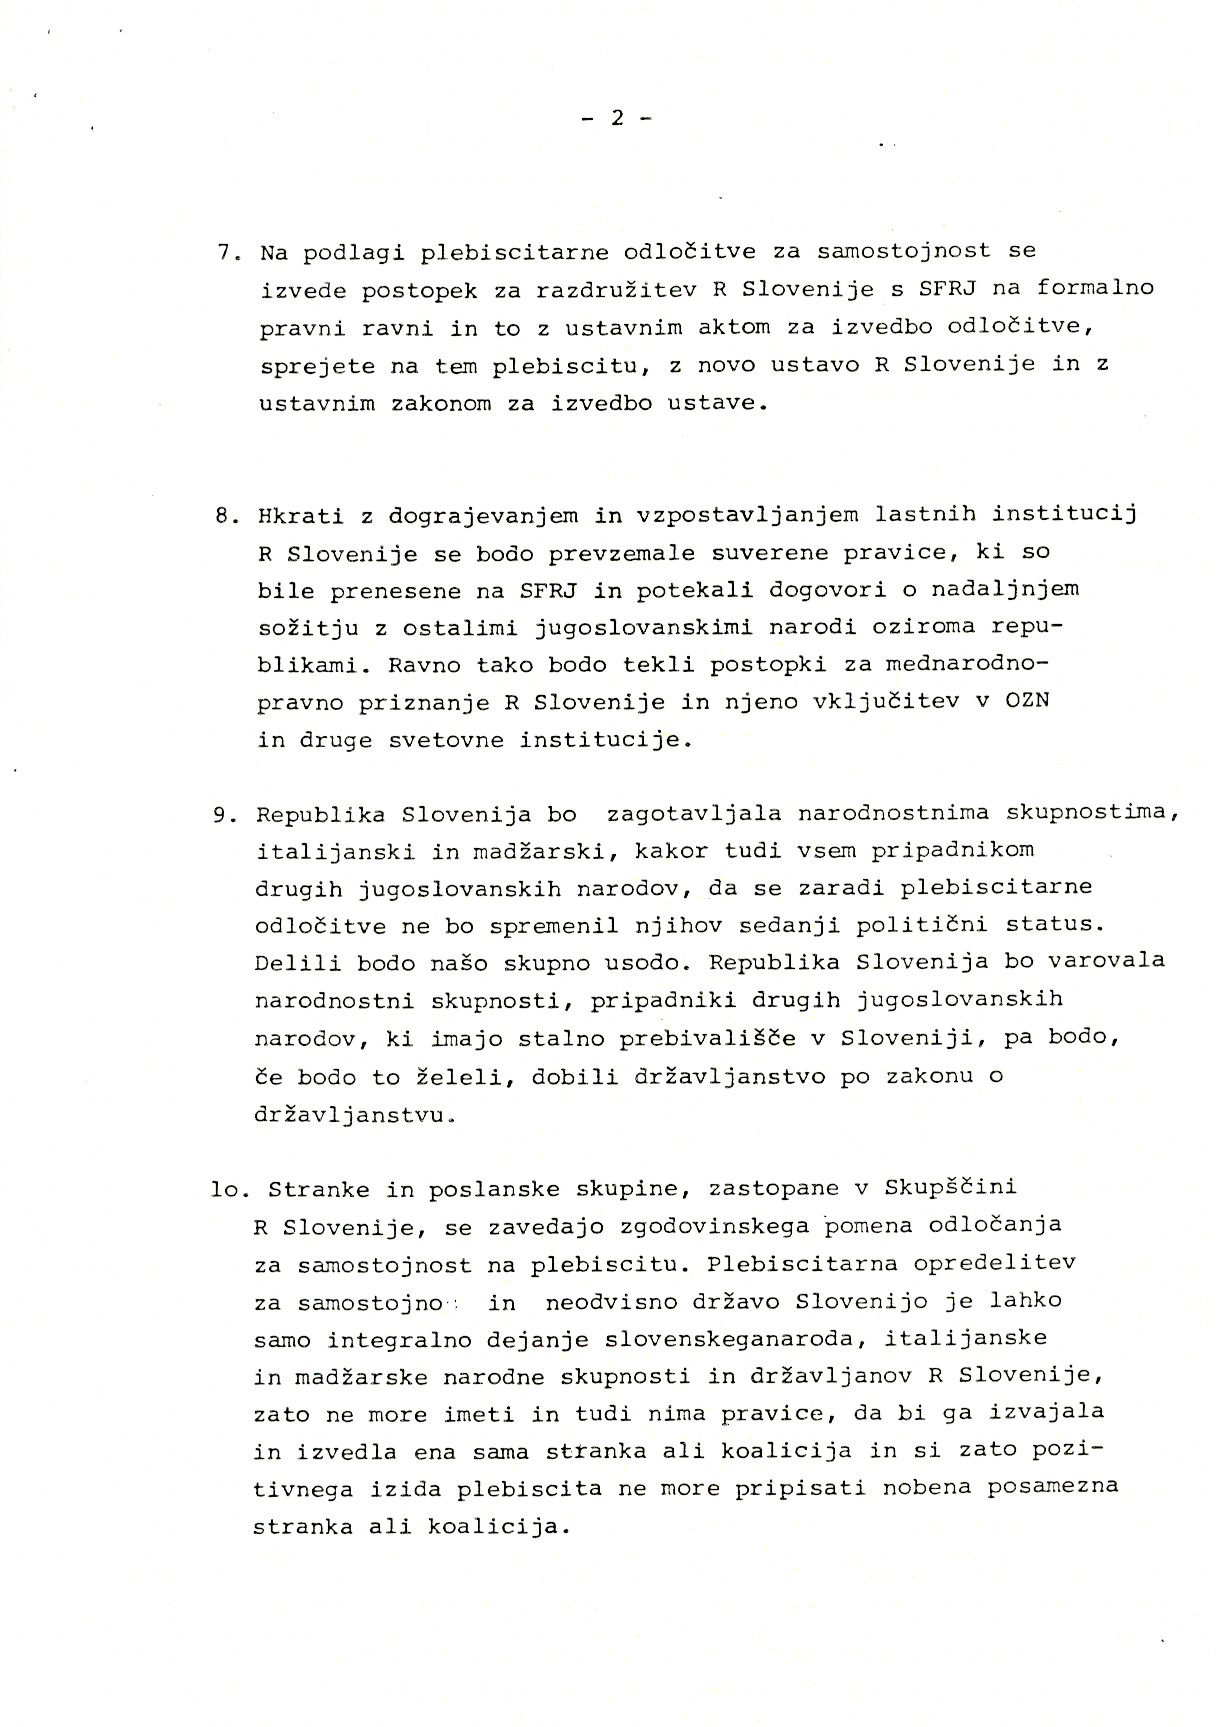 - 2 -
7. Na podlagi plebiscitarne odločitve za samostojnost se
izvede postopek za razdružitev R Slovenije s SFRJ na formalno
pravni ravni in to z ustavnim aktom za izvedbo odločitve,
sprejete na tem plebiscitu, z novo ustavo R Slovenije in z
ustavnim zakonom za izvedbo ustave.
8. Hkrati z dograjevanjem in vzpostavljanjem lastnih institucij
R Slovenije se bodo prevzemale suverene pravice, ki so
bile prenesene na SFRJ in potekali dogovori o nadaljnjem
sožitju z ostalimi jugoslovanskimi narodi oziroma repu-
blikami. Ravno tako bodo tekli postopki za mednarodno-
pravno priznanje R Slovenije in njeno vključitev v OZN
in druge svetovne institucije.
9. Republika Slovenija bo  zagotavljala narodnostnima skupnostima,
italijanski in madžarski, kakor tudi vsem pripadnikom
drugih jugoslovanskih narodov, da se zaradi plebiscitarne
odločitve ne bo spremenil njihov sedanji politični status.
Delili bodo našo skupno usodo. Republika Slovenija bo varovala
narodnostni skupnosti, pripadniki drugih jugoslovanskih
narodov, ki imajo stalno prebivališče v Sloveniji, pa bodo,
če bodo to želeli, dobili državljanstvo po zakonu o
državljanstvu.
lo. Stranke in poslanske skupine, zastopane v Skupščini
R Slovenije, se zavedajo zgodovinskega pomena odločanja
za samostojnost na plebiscitu. Plebiscitarna opredelitev
za samostojno  in  neodvisno državo Slovenijo je lahko
samo integralno dejanje slovenskeganaroda, italijanske
in madžarske narodne skupnosti in državljanov R Slovenije,
zato ne more imeti in tudi nima pravice, da bi ga izvajala
in izvedla ena sama stranka ali koalicija in si zato pozi-
tivnega izida plebiscita ne more pripisati nobena posamezna
stranka ali koalicija.